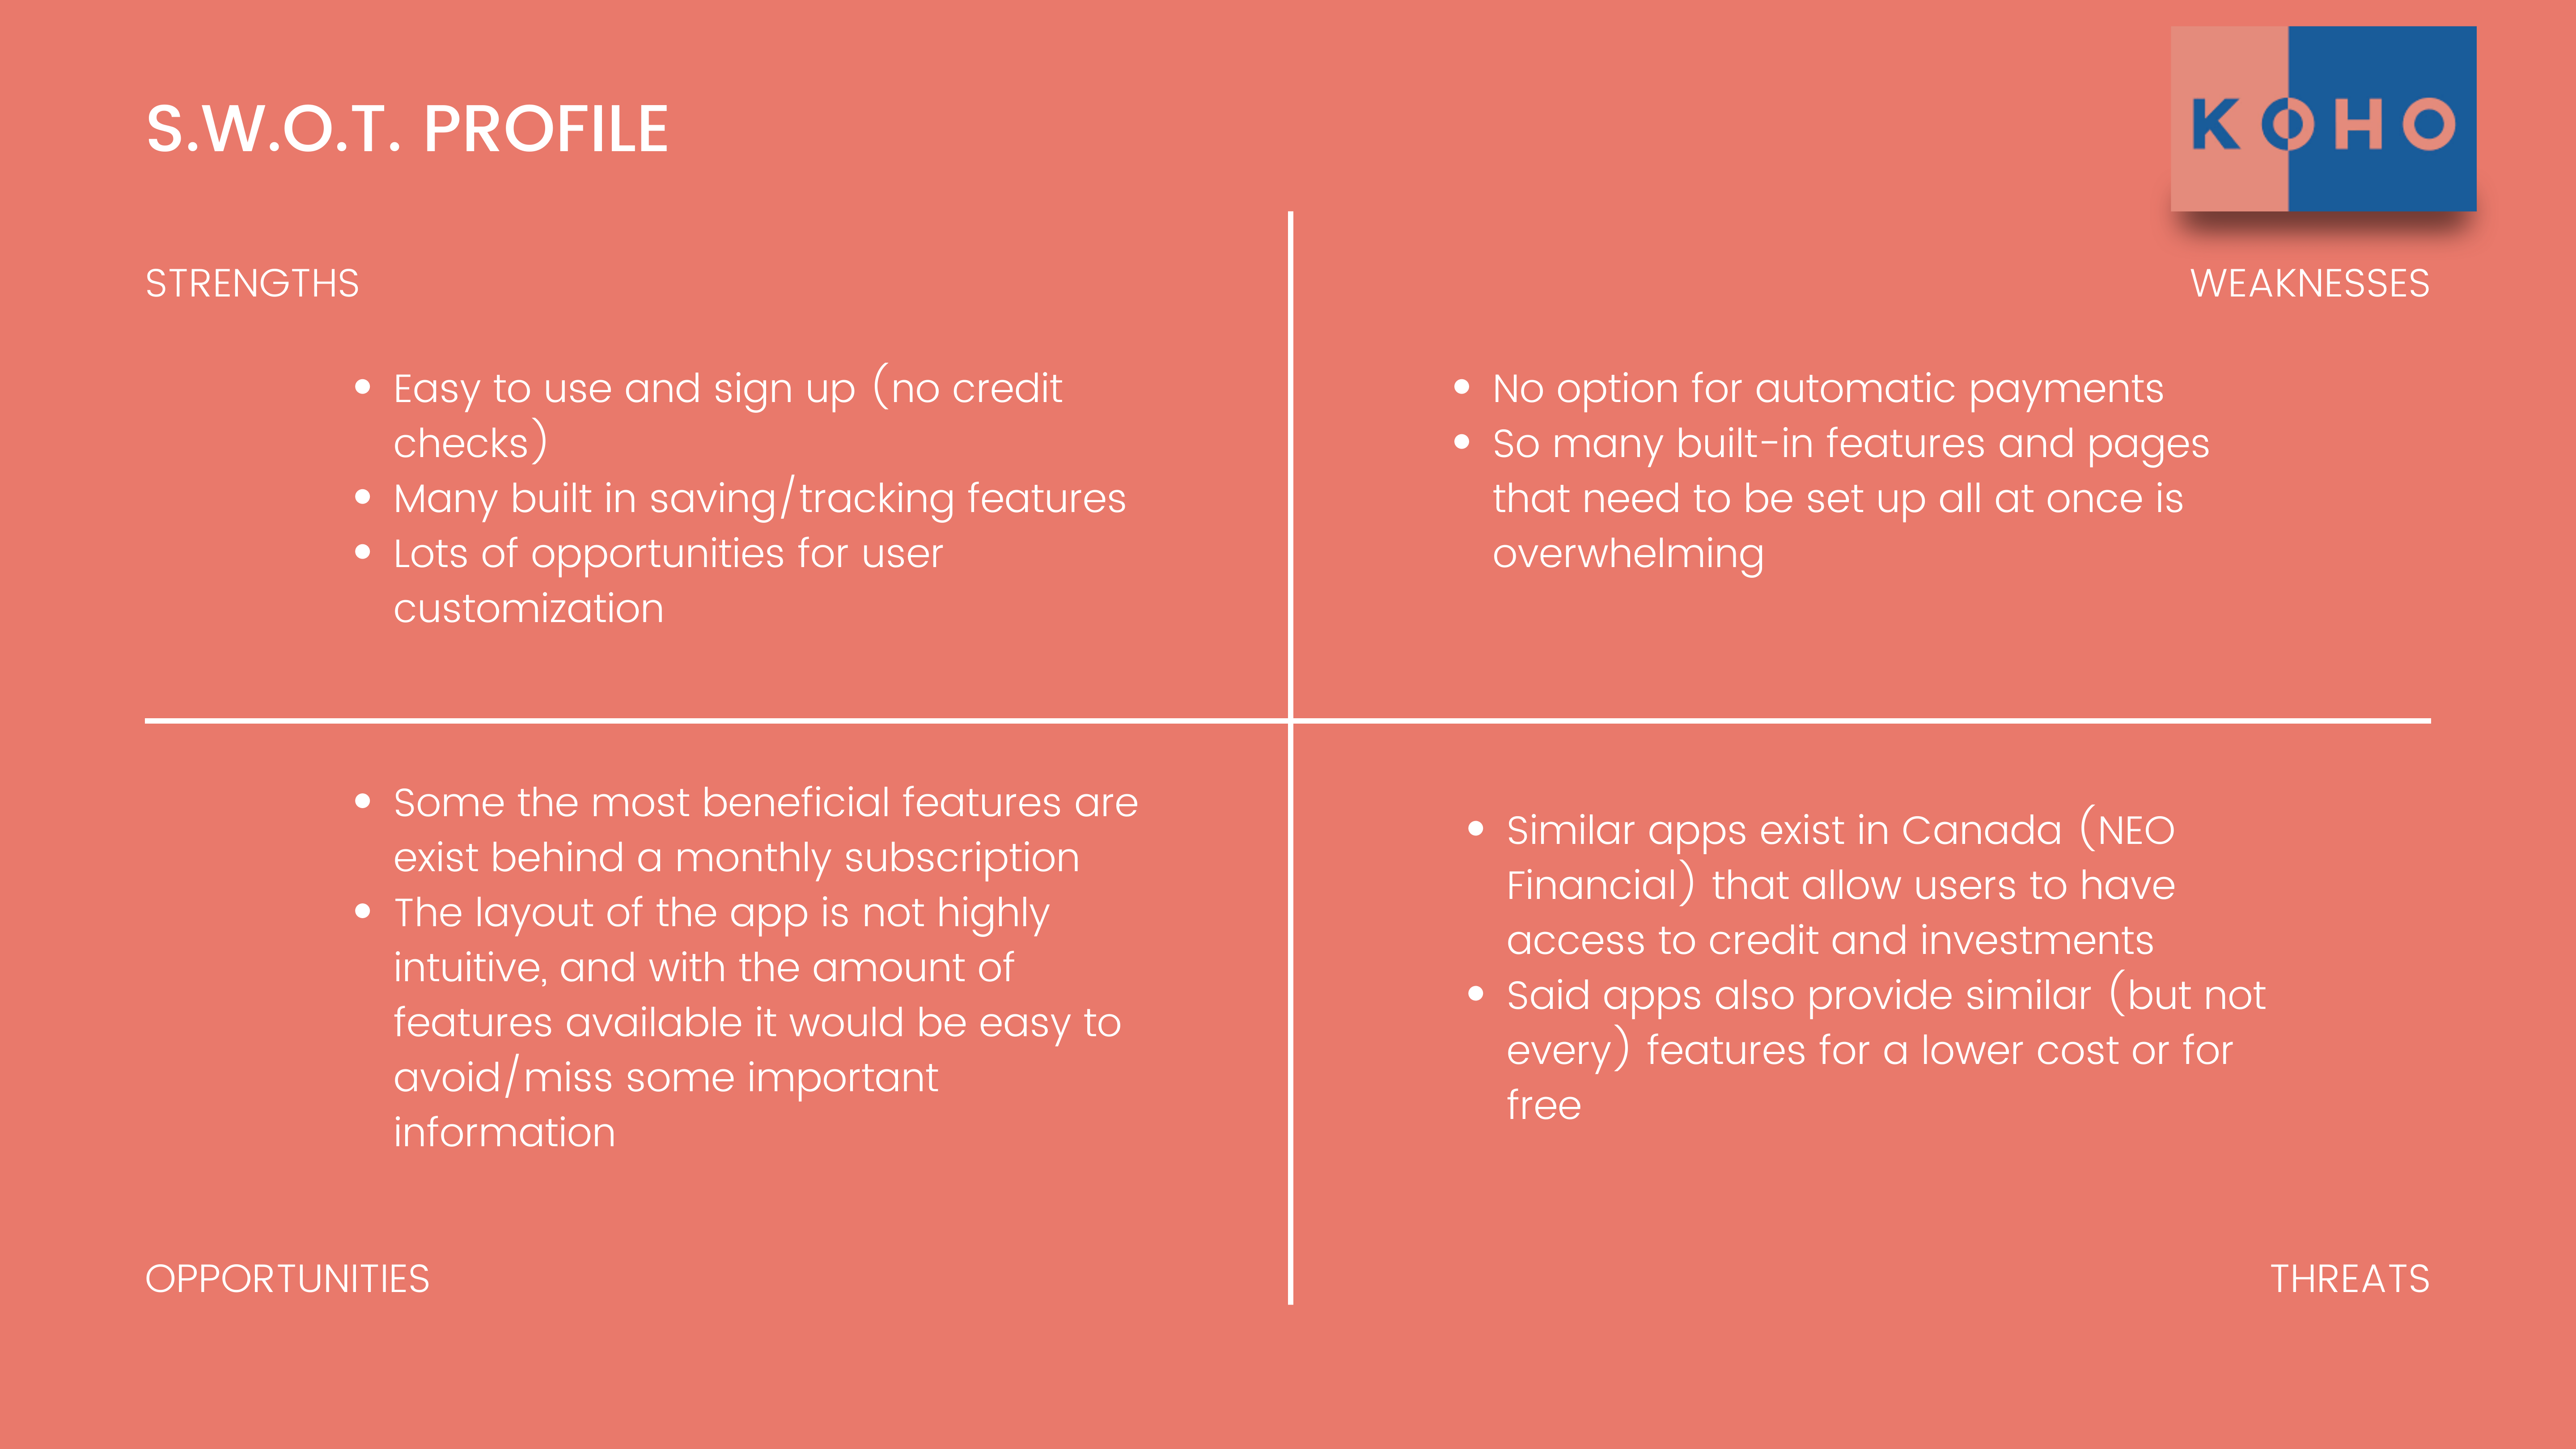 S.W.O.T. PROFILE
KOHO
STRENGTHS
WEAKNESSES
• Easy to use and sign up (no credit
checks)
• Many built in saving/tracking features
• Lots of opportunities for user
customization
• No option for automatic payments
• So many built-in features and pages
that need to be set up all at once is
overwhelming
• Some the most beneficial features are
exist behind a monthly subscription
• The layout of the app is not highly
intuitive, and with the amount of
features available it would be easy to
avoid/miss some important
information
• Similar apps exist in Canada (NEO
Financial) that allow users to have
access to credit and investments
• Said apps also provide similar (but not
every) features for a lower cost or for
free
OPPORTUNITIES
THREATS